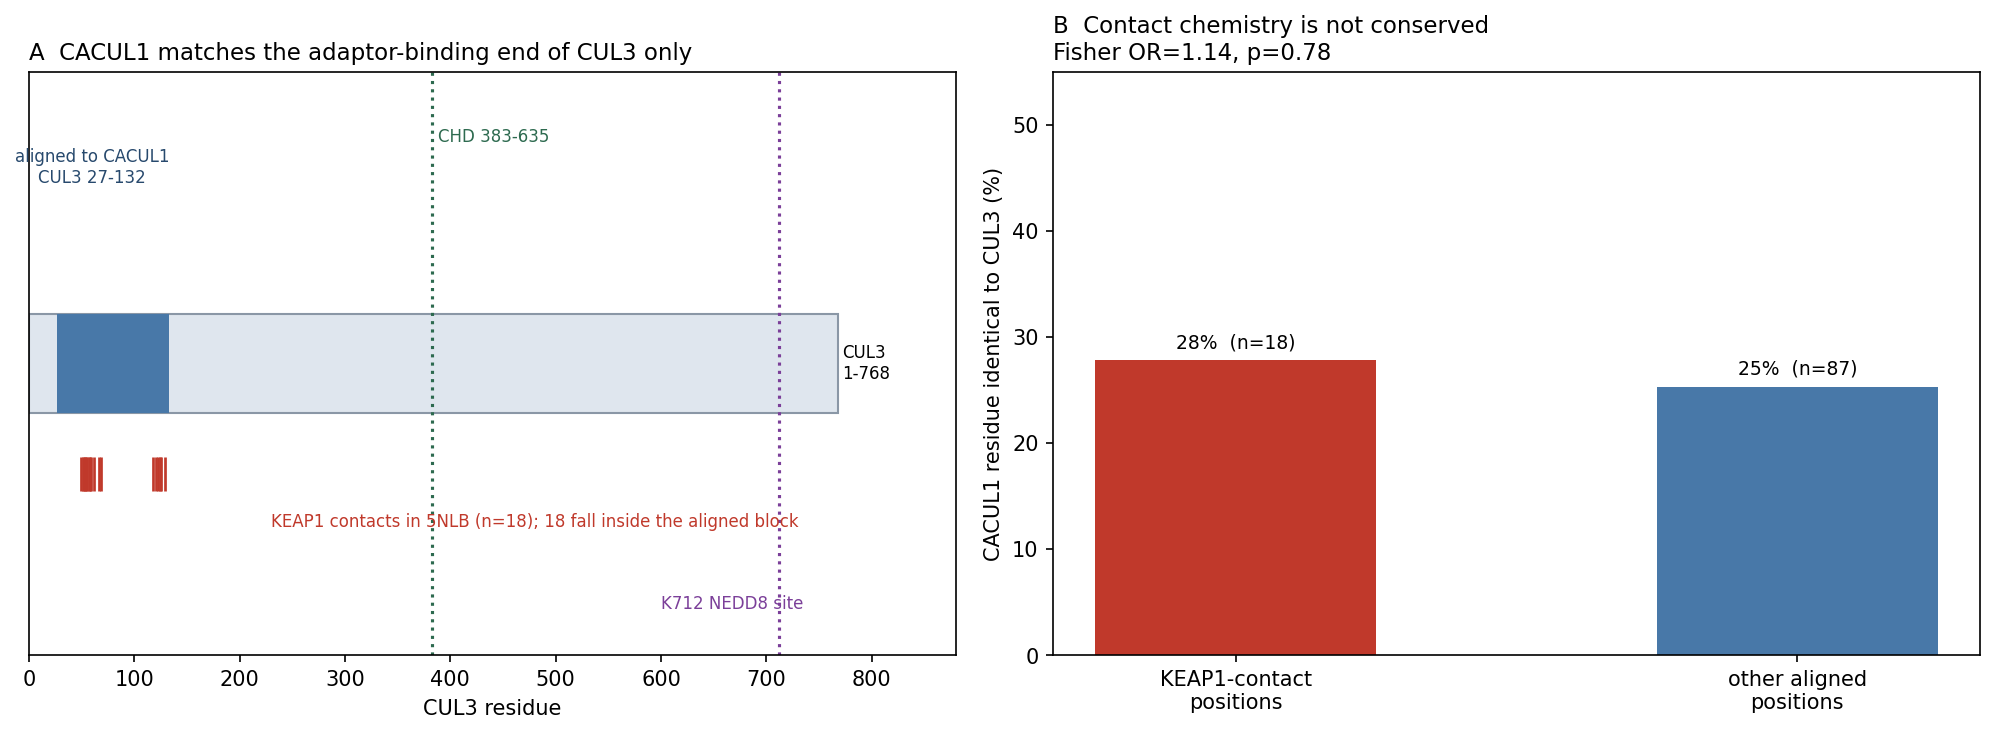 A  CACUL1 matches the adaptor-binding end of CUL3 only
CHD 383-635
aligned to CACUL1
CUL3 27-132
CUL3
1-768
KEAP1 contacts in 5NLB (n=18); 18 fall inside the aligned block
K712 NEDD8 site
0 100 200 300 400 500 600 700 800
CUL3 residue
B  Contact chemistry is not conserved
Fisher OR=1.14, p=0.78
CACUL1 residue identical to CUL3 (%)
50
40
30
20
10
0
28%  (n=18)
25%  (n=87)
KEAP1-contact
positions
other aligned
positions